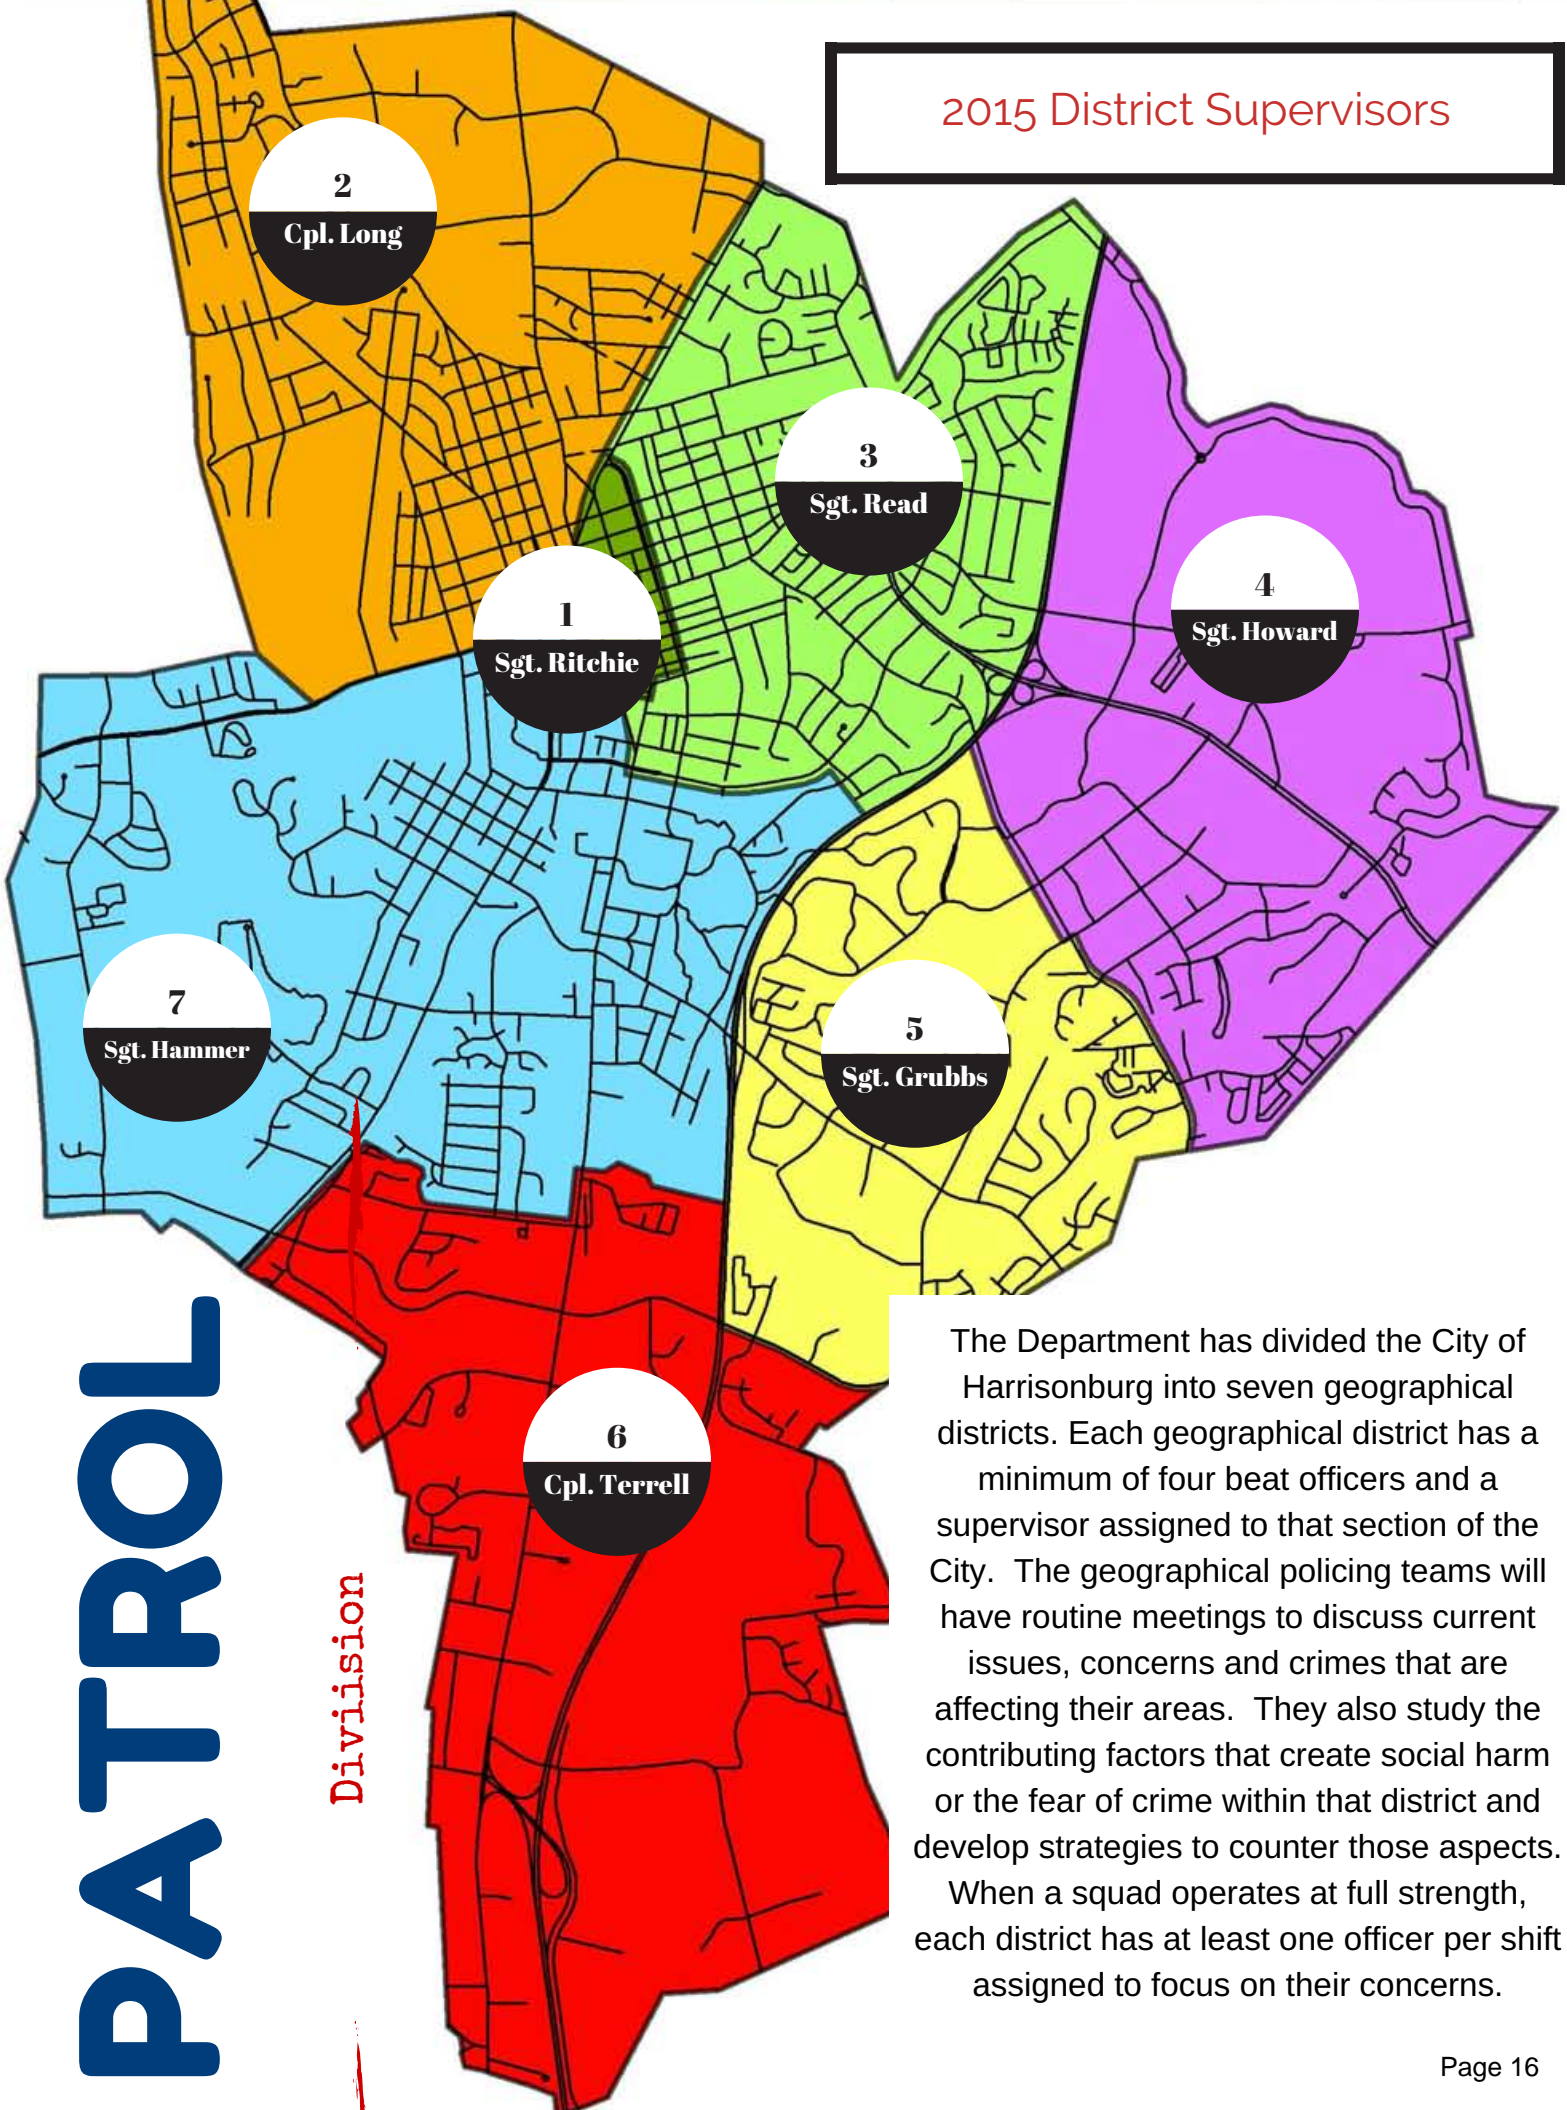 2015 District Supervisors
2
Cpl. Long
3
Sgt. Read
4
Sgt. Howard
1
Sgt. Ritchie
7
Sgt. Hammer
5
Sgt. Grubbs
6
Cpl. Terrell
PATROL
Diviision
The Department has divided the City of
Harrisonburg into seven geographical
districts. Each geographical district has a
minimum of four beat officers and a
supervisor assigned to that section of the
City.  The geographical policing teams will
have routine meetings to discuss current
issues, concerns and crimes that are
affecting their areas.  They also study the
contributing factors that create social harm
or the fear of crime within that district and
develop strategies to counter those aspects.
When a squad operates at full strength,
each district has at least one officer per shift
assigned to focus on their concerns.
Page 16